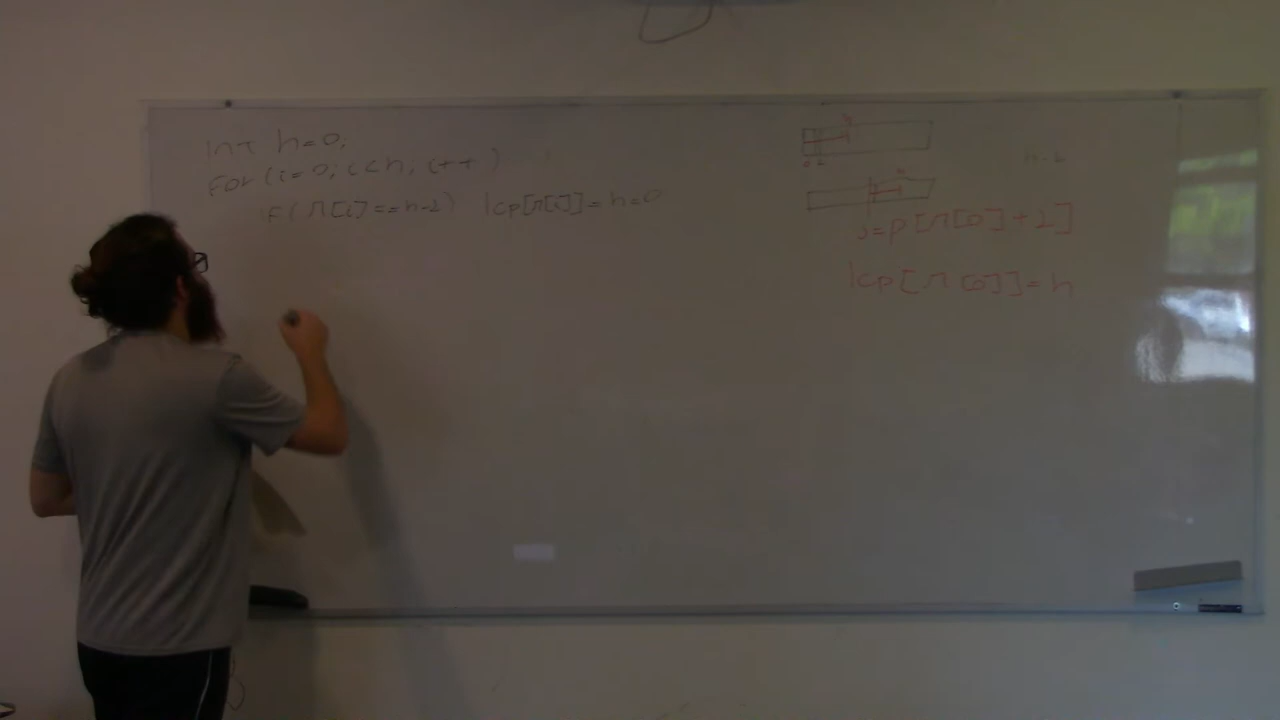 int h=0;
For (i=0; i<n; i++)
if(r[i]==n-1) lcp[r[i]]=h=0
n-1
j=p[r[0]+1]
lcp[r[0]]=h